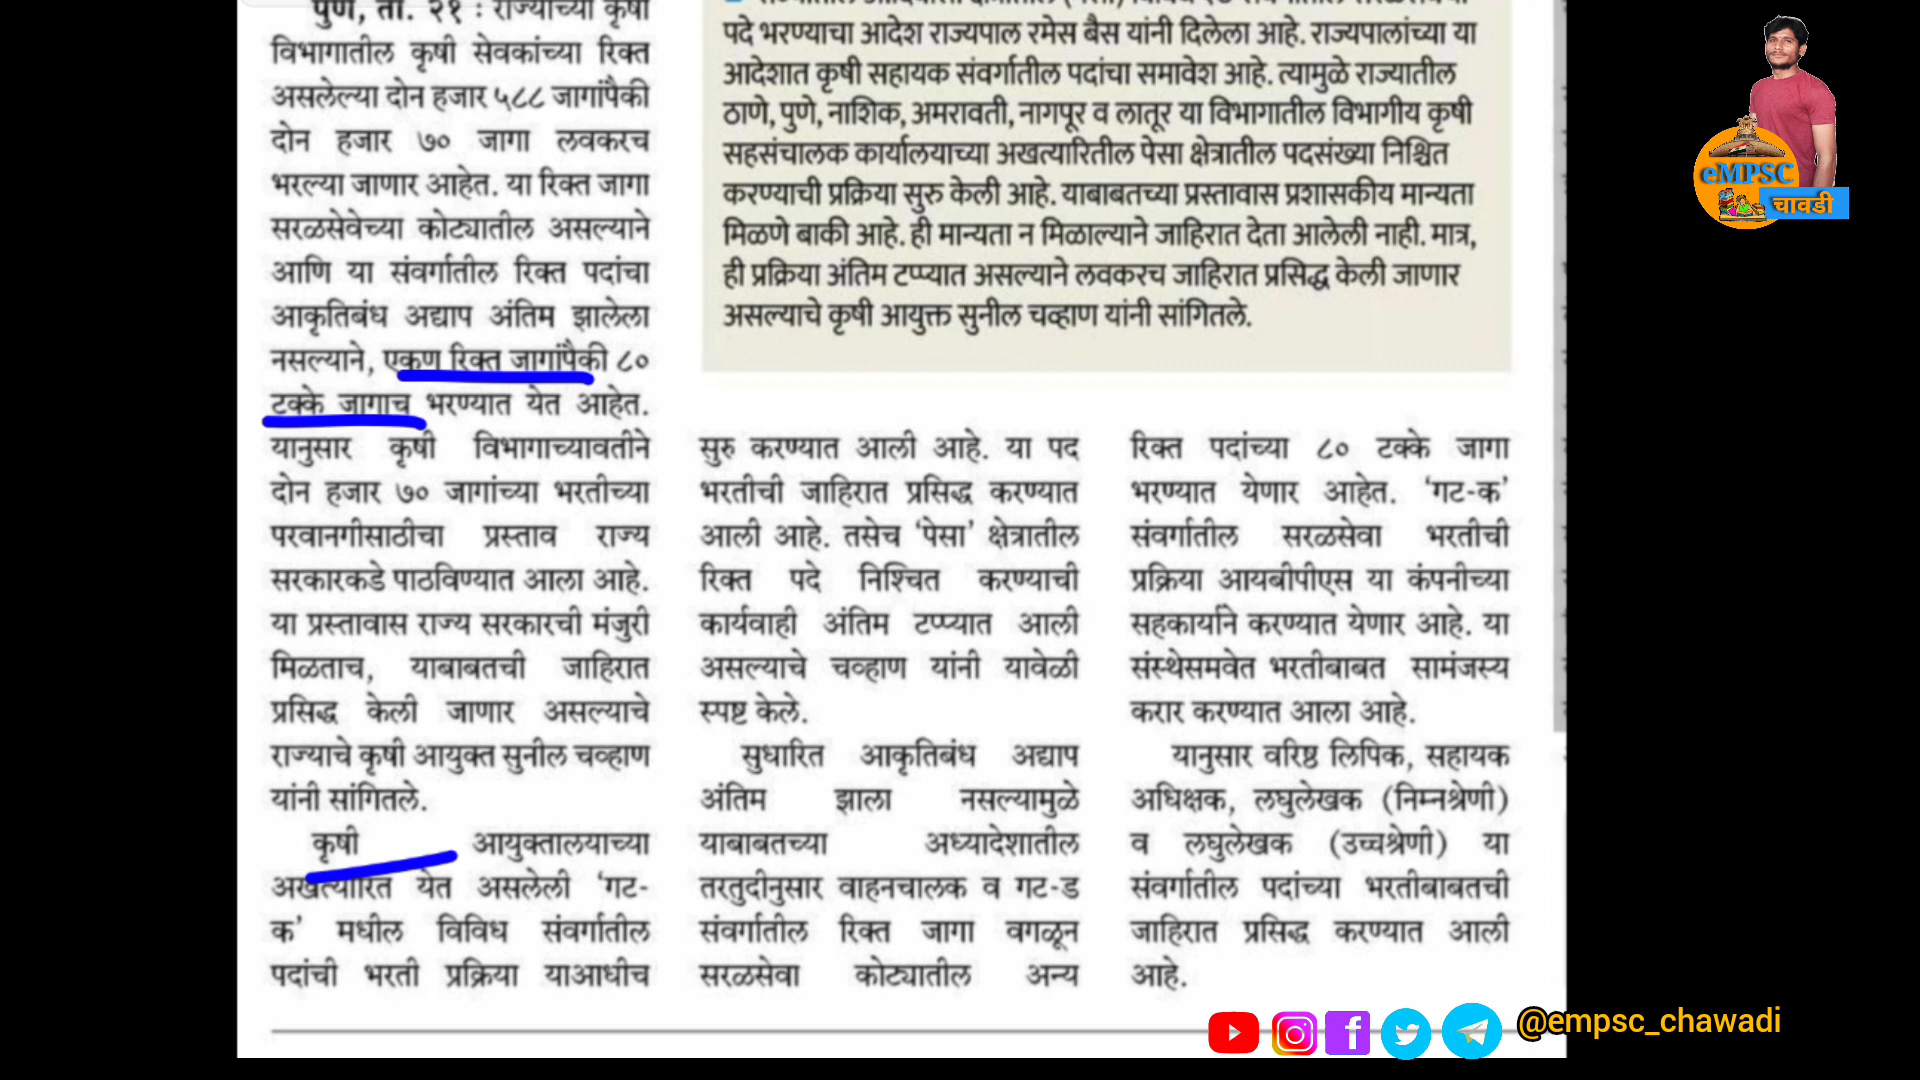 पुणे, ता. २१ : राज्याच्या कृषी
विभागातील कृषी सेवकांच्या रिक्त
असलेल्या दोन हजार ५८८ जागांपैकी
दोन हजार ७० जागा लवकरच
भरल्या जाणार आहेत. या रिक्त जागा
सरळसेवेच्या कोट्यातील असल्याने
आणि या संवर्गातील रिक्त पदांचा
आकृतिबंध अद्याप अंतिम झालेला
नसल्याने, एकूण रिक्त जागांपैकी ८०
टक्के जागाच भरण्यात येत आहेत.
यानुसार कृषी विभागाच्यावतीने
दोन हजार ७० जागांच्या भरतीच्या
परवानगीसाठीचा प्रस्ताव राज्य
सरकारकडे पाठविण्यात आला आहे.
या प्रस्तावास राज्य सरकारची मंजुरी
मिळताच, याबाबतची जाहिरात
प्रसिद्ध केली जाणार असल्याचे
राज्याचे कृषी आयुक्त सुनील चव्हाण
यांनी सांगितले.
कृषी आयुक्तालयाच्या
अखत्यारित येत असलेली ‘गट-
क’ मधील विविध संवर्गातील
पदांची भरती प्रक्रिया याआधीच
पदे भरण्याचा आदेश राज्यपाल रमेस बैस यांनी दिलेला आहे. राज्यपालांच्या या
आदेशात कृषी सहायक संवर्गातील पदांचा समावेश आहे. त्यामुळे राज्यातील
ठाणे, पुणे, नाशिक, अमरावती, नागपूर व लातूर या विभागातील विभागीय कृषी
सहसंचालक कार्यालयाच्या अखत्यारितील पेसा क्षेत्रातील पदसंख्या निश्चित
करण्याची प्रक्रिया सुरु केली आहे. याबाबतच्या प्रस्तावास प्रशासकीय मान्यता
मिळणे बाकी आहे. ही मान्यता न मिळाल्याने जाहिरात देता आलेली नाही. मात्र,
ही प्रक्रिया अंतिम टप्प्यात असल्याने लवकरच जाहिरात प्रसिद्ध केली जाणार
असल्याचे कृषी आयुक्त सुनील चव्हाण यांनी सांगितले.
सुरु करण्यात आली आहे. या पद
भरतीची जाहिरात प्रसिद्ध करण्यात
आली आहे. तसेच ‘पेसा’ क्षेत्रातील
रिक्त पदे निश्चित करण्याची
कार्यवाही अंतिम टप्प्यात आली
असल्याचे चव्हाण यांनी यावेळी
स्पष्ट केले.
सुधारित आकृतिबंध अद्याप
अंतिम झाला नसल्यामुळे
याबाबतच्या अध्यादेशातील
तरतुदीनुसार वाहनचालक व गट-ड
संवर्गातील रिक्त जागा वगळून
सरळसेवा कोट्यातील अन्य
रिक्त पदांच्या ८० टक्के जागा
भरण्यात येणार आहेत. ‘गट-क’
संवर्गातील सरळसेवा भरतीची
प्रक्रिया आयबीपीएस या कंपनीच्या
सहकार्याने करण्यात येणार आहे. या
संस्थेसमवेत भरतीबाबत सामंजस्य
करार करण्यात आला आहे.
यानुसार वरिष्ठ लिपिक, सहायक
अधिक्षक, लघुलेखक (निम्नश्रेणी)
व लघुलेखक (उच्चश्रेणी) या
संवर्गातील पदांच्या भरतीबाबतची
जाहिरात प्रसिद्ध करण्यात आली
आहे.
eMPSC
चावडी
@empsc_chawadi